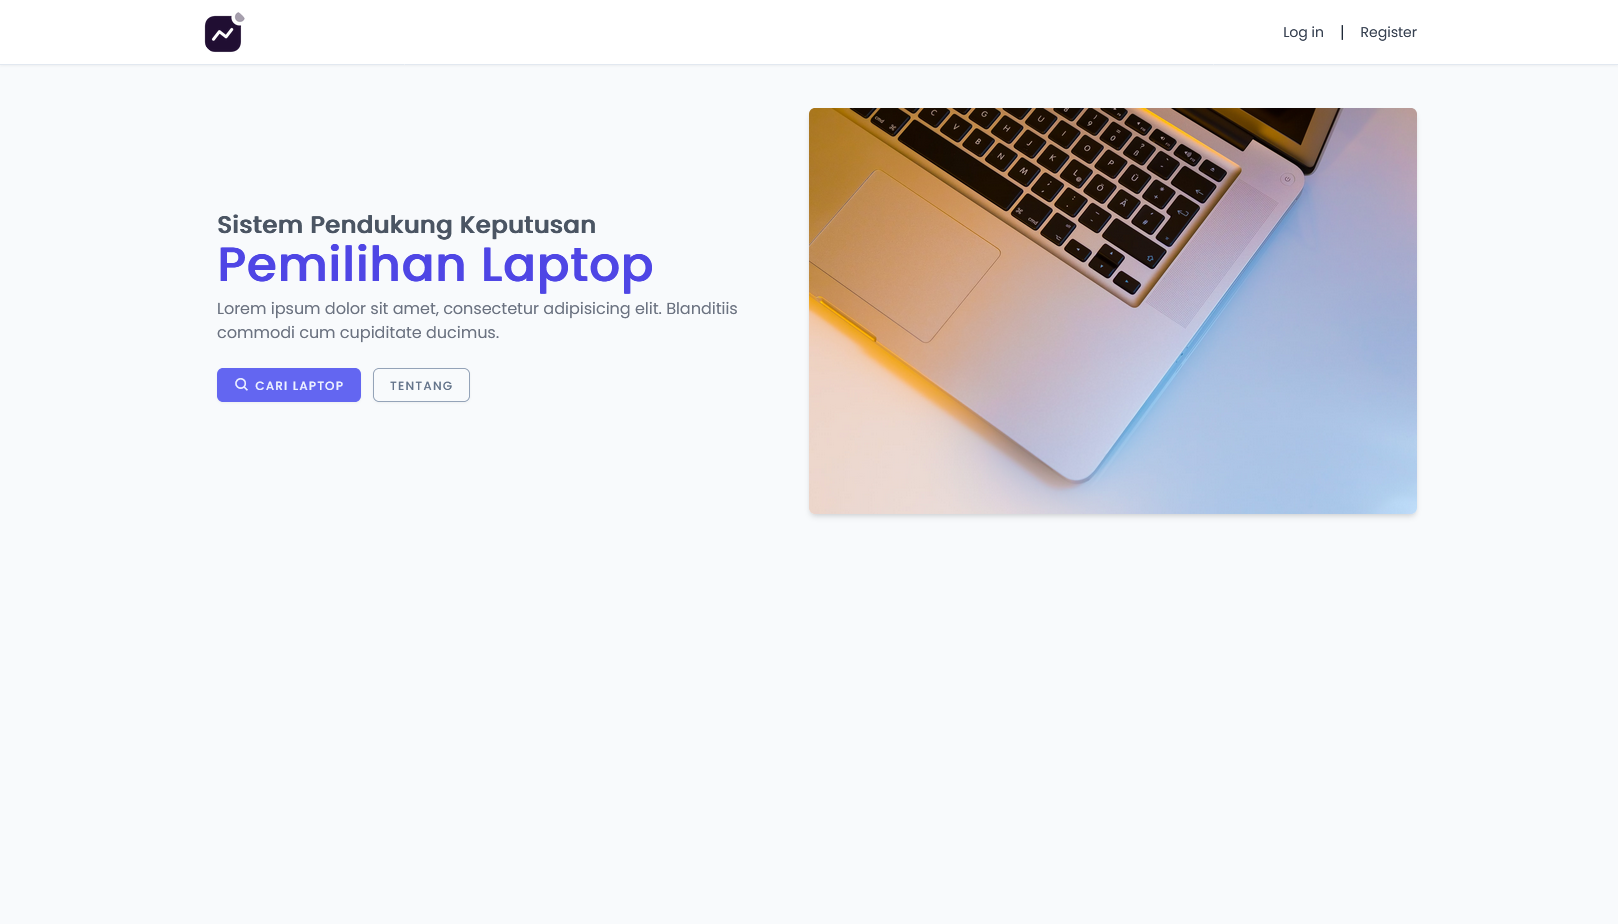 Log in | Register
Sistem Pendukung Keputusan
Pemilihan Laptop
Lorem ipsum dolor sit amet, consectetur adipisicing elit. Blanditiis
commodi cum cupiditate ducimus.
CARI LAPTOP
TENTANG